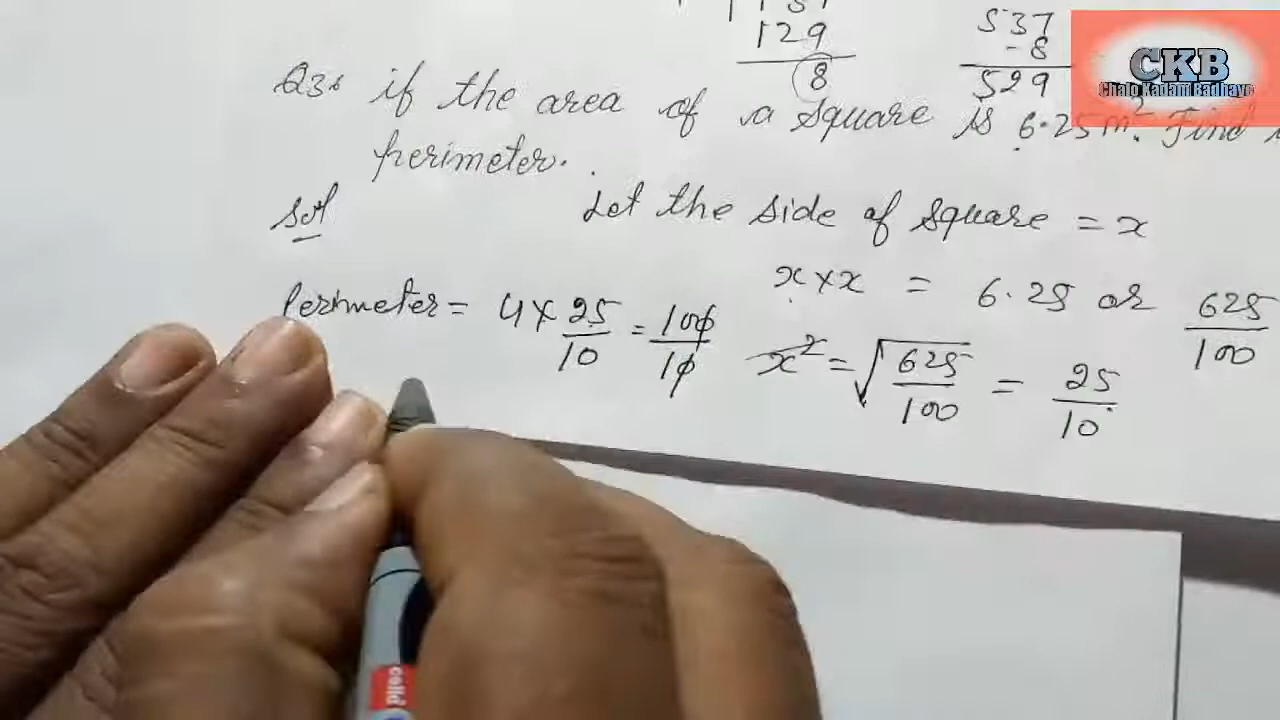 129
8
537
-8
529
CKB
Chalo Kadam Badhaye
Q3. if the area of a square is 6.25 m². Find
perimeter.
Sol
Let the side of square = x
x×x = 6.25 or 625/100
Perimeter = 4×25/10 = 100/10
x² = √625/100 = 25/10
cello